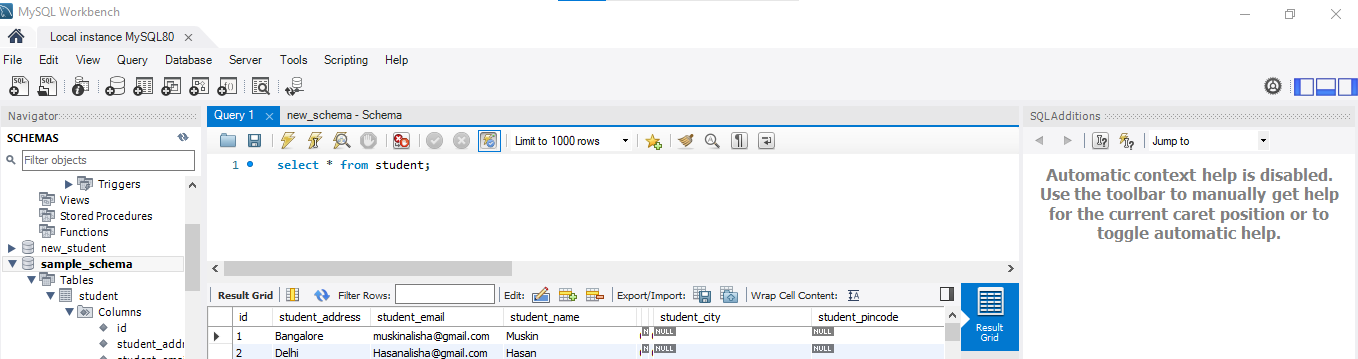 MySQL Workbench
Local instance MySQL80
File Edit View Query Database Server Tools Scripting Help
Navigator
SCHEMAS
Filter objects
Triggers
Views
Stored Procedures
Functions
new_student
sample_schema
Tables
student
Columns
id
Query 1 new_schema - Schema
Limit to 1000 rows
1 select * from student;
Result Grid Filter Rows: Edit: Export/Import: Wrap Cell Content:
id student_address student_email student_name student_city student_pincode
1 Bangalore muskinalisha@gmail.com Muskin N NULL NULL
2 Delhi Hasanalisha@gmail.com Hasan N NULL NULL
Result
Grid
SQLAdditions
Jump to
Automatic context help is disabled.
Use the toolbar to manually get help
for the current caret position or to
toggle automatic help.